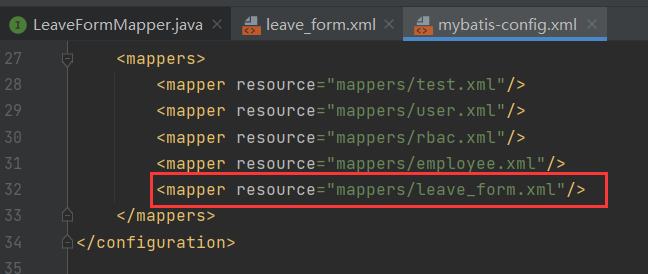 LeaveFormMapper.java leave_form.xml mybatis-config.xml
27 <mappers>
28 <mapper resource="mappers/test.xml"/>
29 <mapper resource="mappers/user.xml"/>
30 <mapper resource="mappers/rbac.xml"/>
31 <mapper resource="mappers/employee.xml"/>
32 <mapper resource="mappers/leave_form.xml"/>
33 </mappers>
34 </configuration>
35